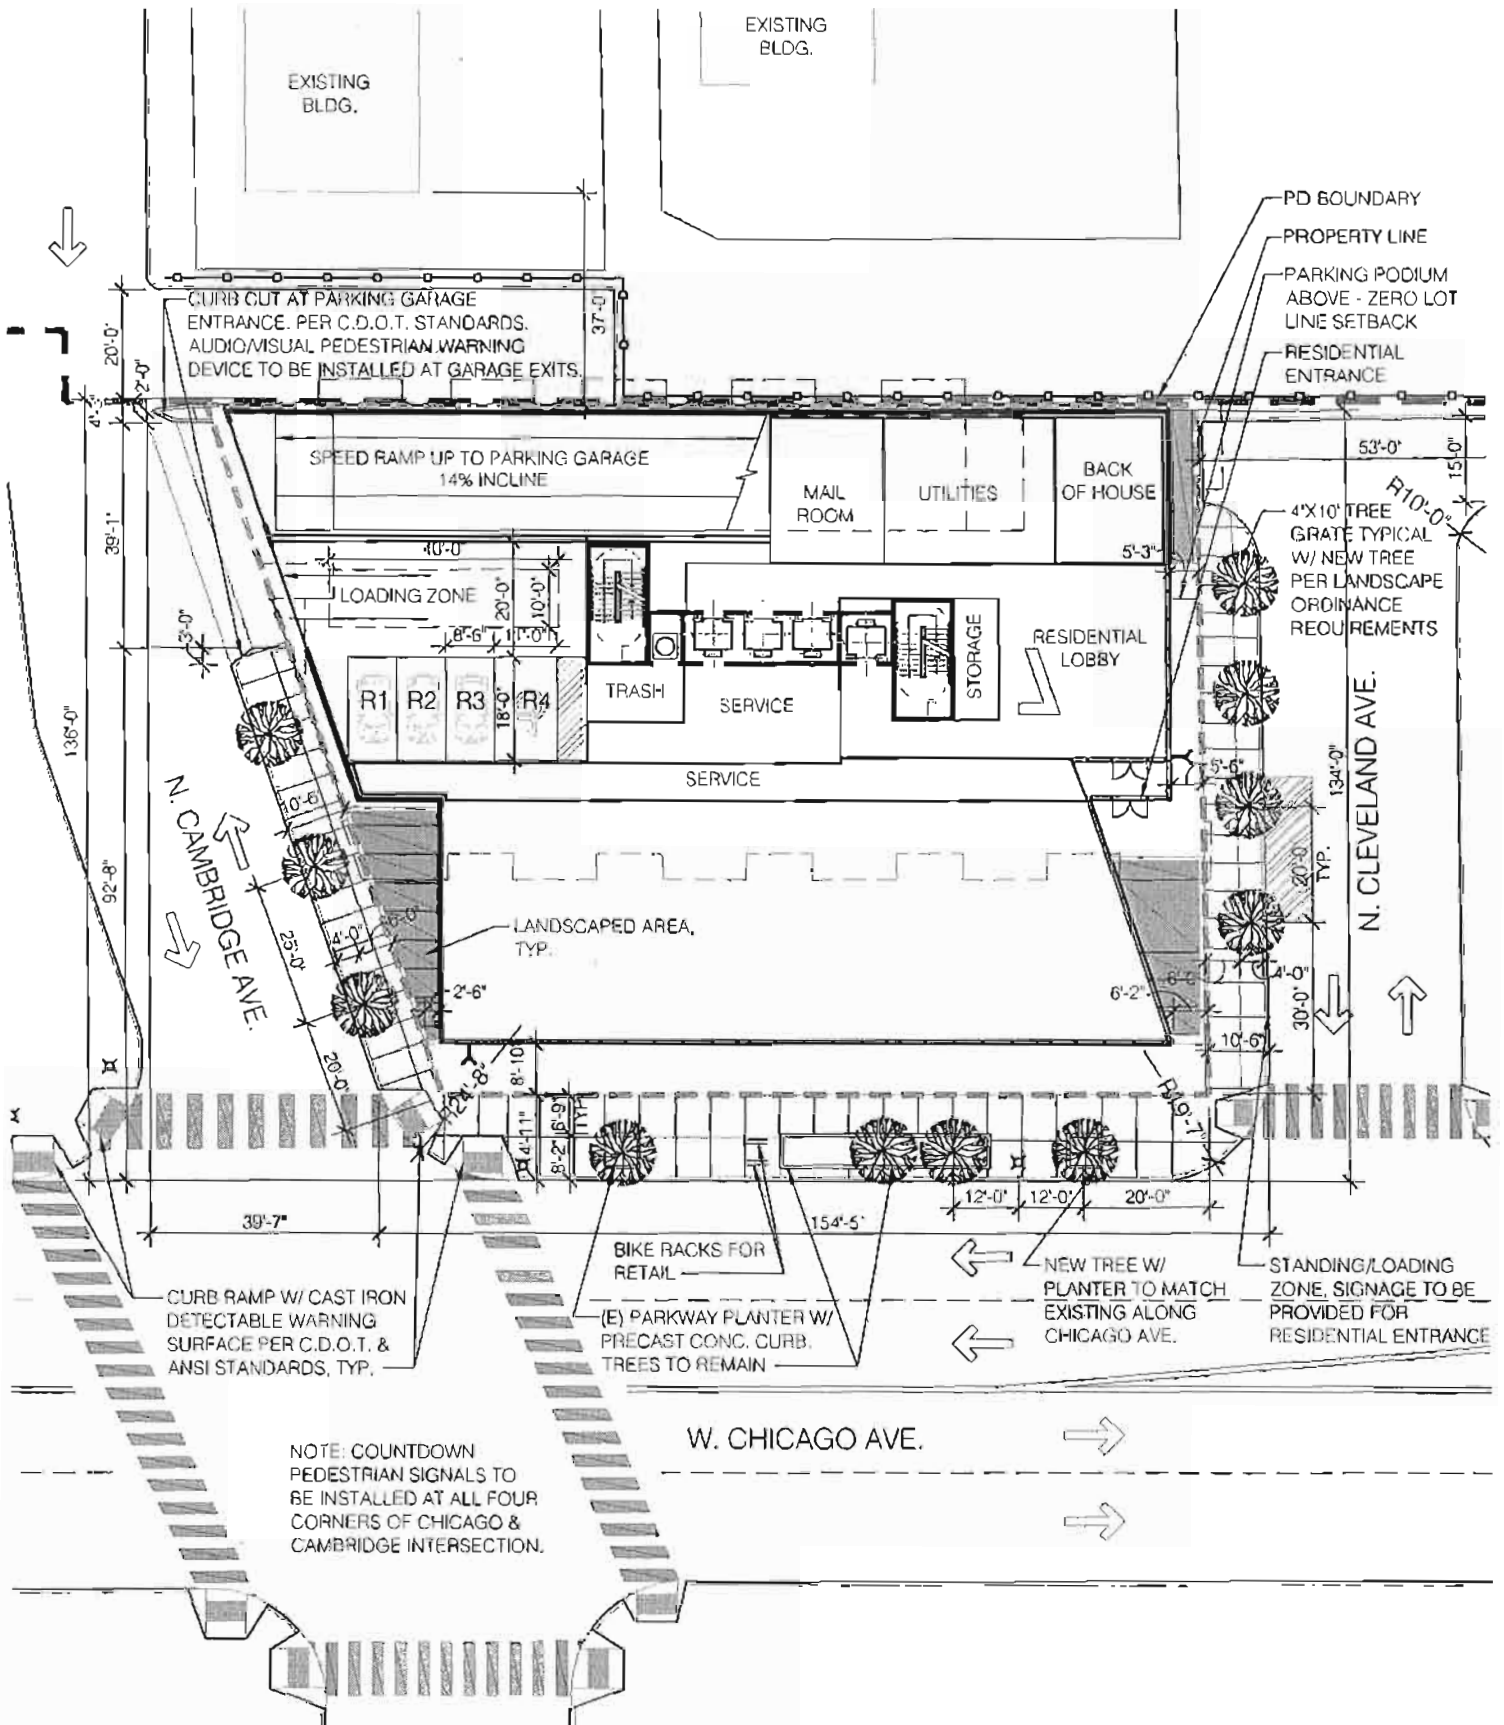 EXISTING
BLDG.
EXISTING
BLDG.
PD BOUNDARY
PROPERTY LINE
PARKING PODIUM
ABOVE - ZERO LOT
LINE SETBACK
RESIDENTIAL
ENTRANCE
CURB CUT AT PARKING GARAGE
ENTRANCE. PER C.D.O.T. STANDARDS.
AUDIO/VISUAL PEDESTRIAN WARNING
DEVICE TO BE INSTALLED AT GARAGE EXITS.
37'-0"
20'-0"
2'-0"
39'-1"
3'-0"
136'-0"
92'-8"
SPEED RAMP UP TO PARKING GARAGE
14% INCLINE
MAIL
ROOM
UTILITIES
BACK
OF HOUSE
5'-3"
53'-0"
15'-0"
R10'-0"
4'X10' TREE
GRATE TYPICAL
W/ NEW TREE
PER LANDSCAPE
ORDINANCE
REQUIREMENTS
40'-0"
LOADING ZONE
20'-0"
10'-0"
8'-6"
11'-0"
R1
R2
R3
R4
18'-0"
TRASH
SERVICE
STORAGE
RESIDENTIAL
LOBBY
SERVICE
5'-6"
134'-0"
N. CLEVELAND AVE.
N. CAMBRIDGE AVE.
10'-6"
20'-0"
TYP.
25'-0"
4'-0"
6'-0"
LANDSCAPED AREA,
TYP.
2'-6"
6'-2"
4'-0"
30'-0"
10'-6"
20'-0"
R24'-8"
8'-10"
14'-11"
6'-9"
TYP.
8'-2"
R19'-7"
12'-0"
12'-0"
20'-0"
39'-7"
154'-5"
BIKE RACKS FOR
RETAIL
(E) PARKWAY PLANTER W/
PRECAST CONC. CURB.
TREES TO REMAIN
NEW TREE W/
PLANTER TO MATCH
EXISTING ALONG
CHICAGO AVE.
STANDING/LOADING
ZONE, SIGNAGE TO BE
PROVIDED FOR
RESIDENTIAL ENTRANCE
CURB RAMP W/ CAST IRON
DETECTABLE WARNING
SURFACE PER C.D.O.T. &
ANSI STANDARDS, TYP.
W. CHICAGO AVE.
NOTE: COUNTDOWN
PEDESTRIAN SIGNALS TO
BE INSTALLED AT ALL FOUR
CORNERS OF CHICAGO &
CAMBRIDGE INTERSECTION.